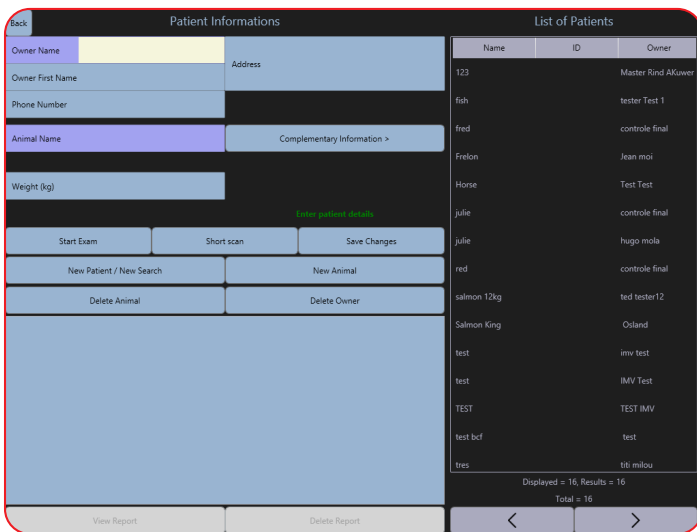 Back
Patient Informations
Owner Name
Address
Owner First Name
Phone Number
Animal Name
Complementary Information >
Weight (kg)
Enter patient details
Start Exam
Short scan
Save Changes
New Patient / New Search
New Animal
Delete Animal
Delete Owner
View Report
Delete Report
List of Patients
Name ID Owner
123 Master Rind AKuwer
fish tester Test 1
fred controle final
Frelon Jean moi
Horse Test Test
julie controle final
julie hugo mola
red controle final
salmon 12kg ted tester12
Salmon King Osland
test imv test
test IMV Test
TEST TEST IMV
test bcf test
tres titi milou
Displayed = 16, Results = 16
Total = 16
< >